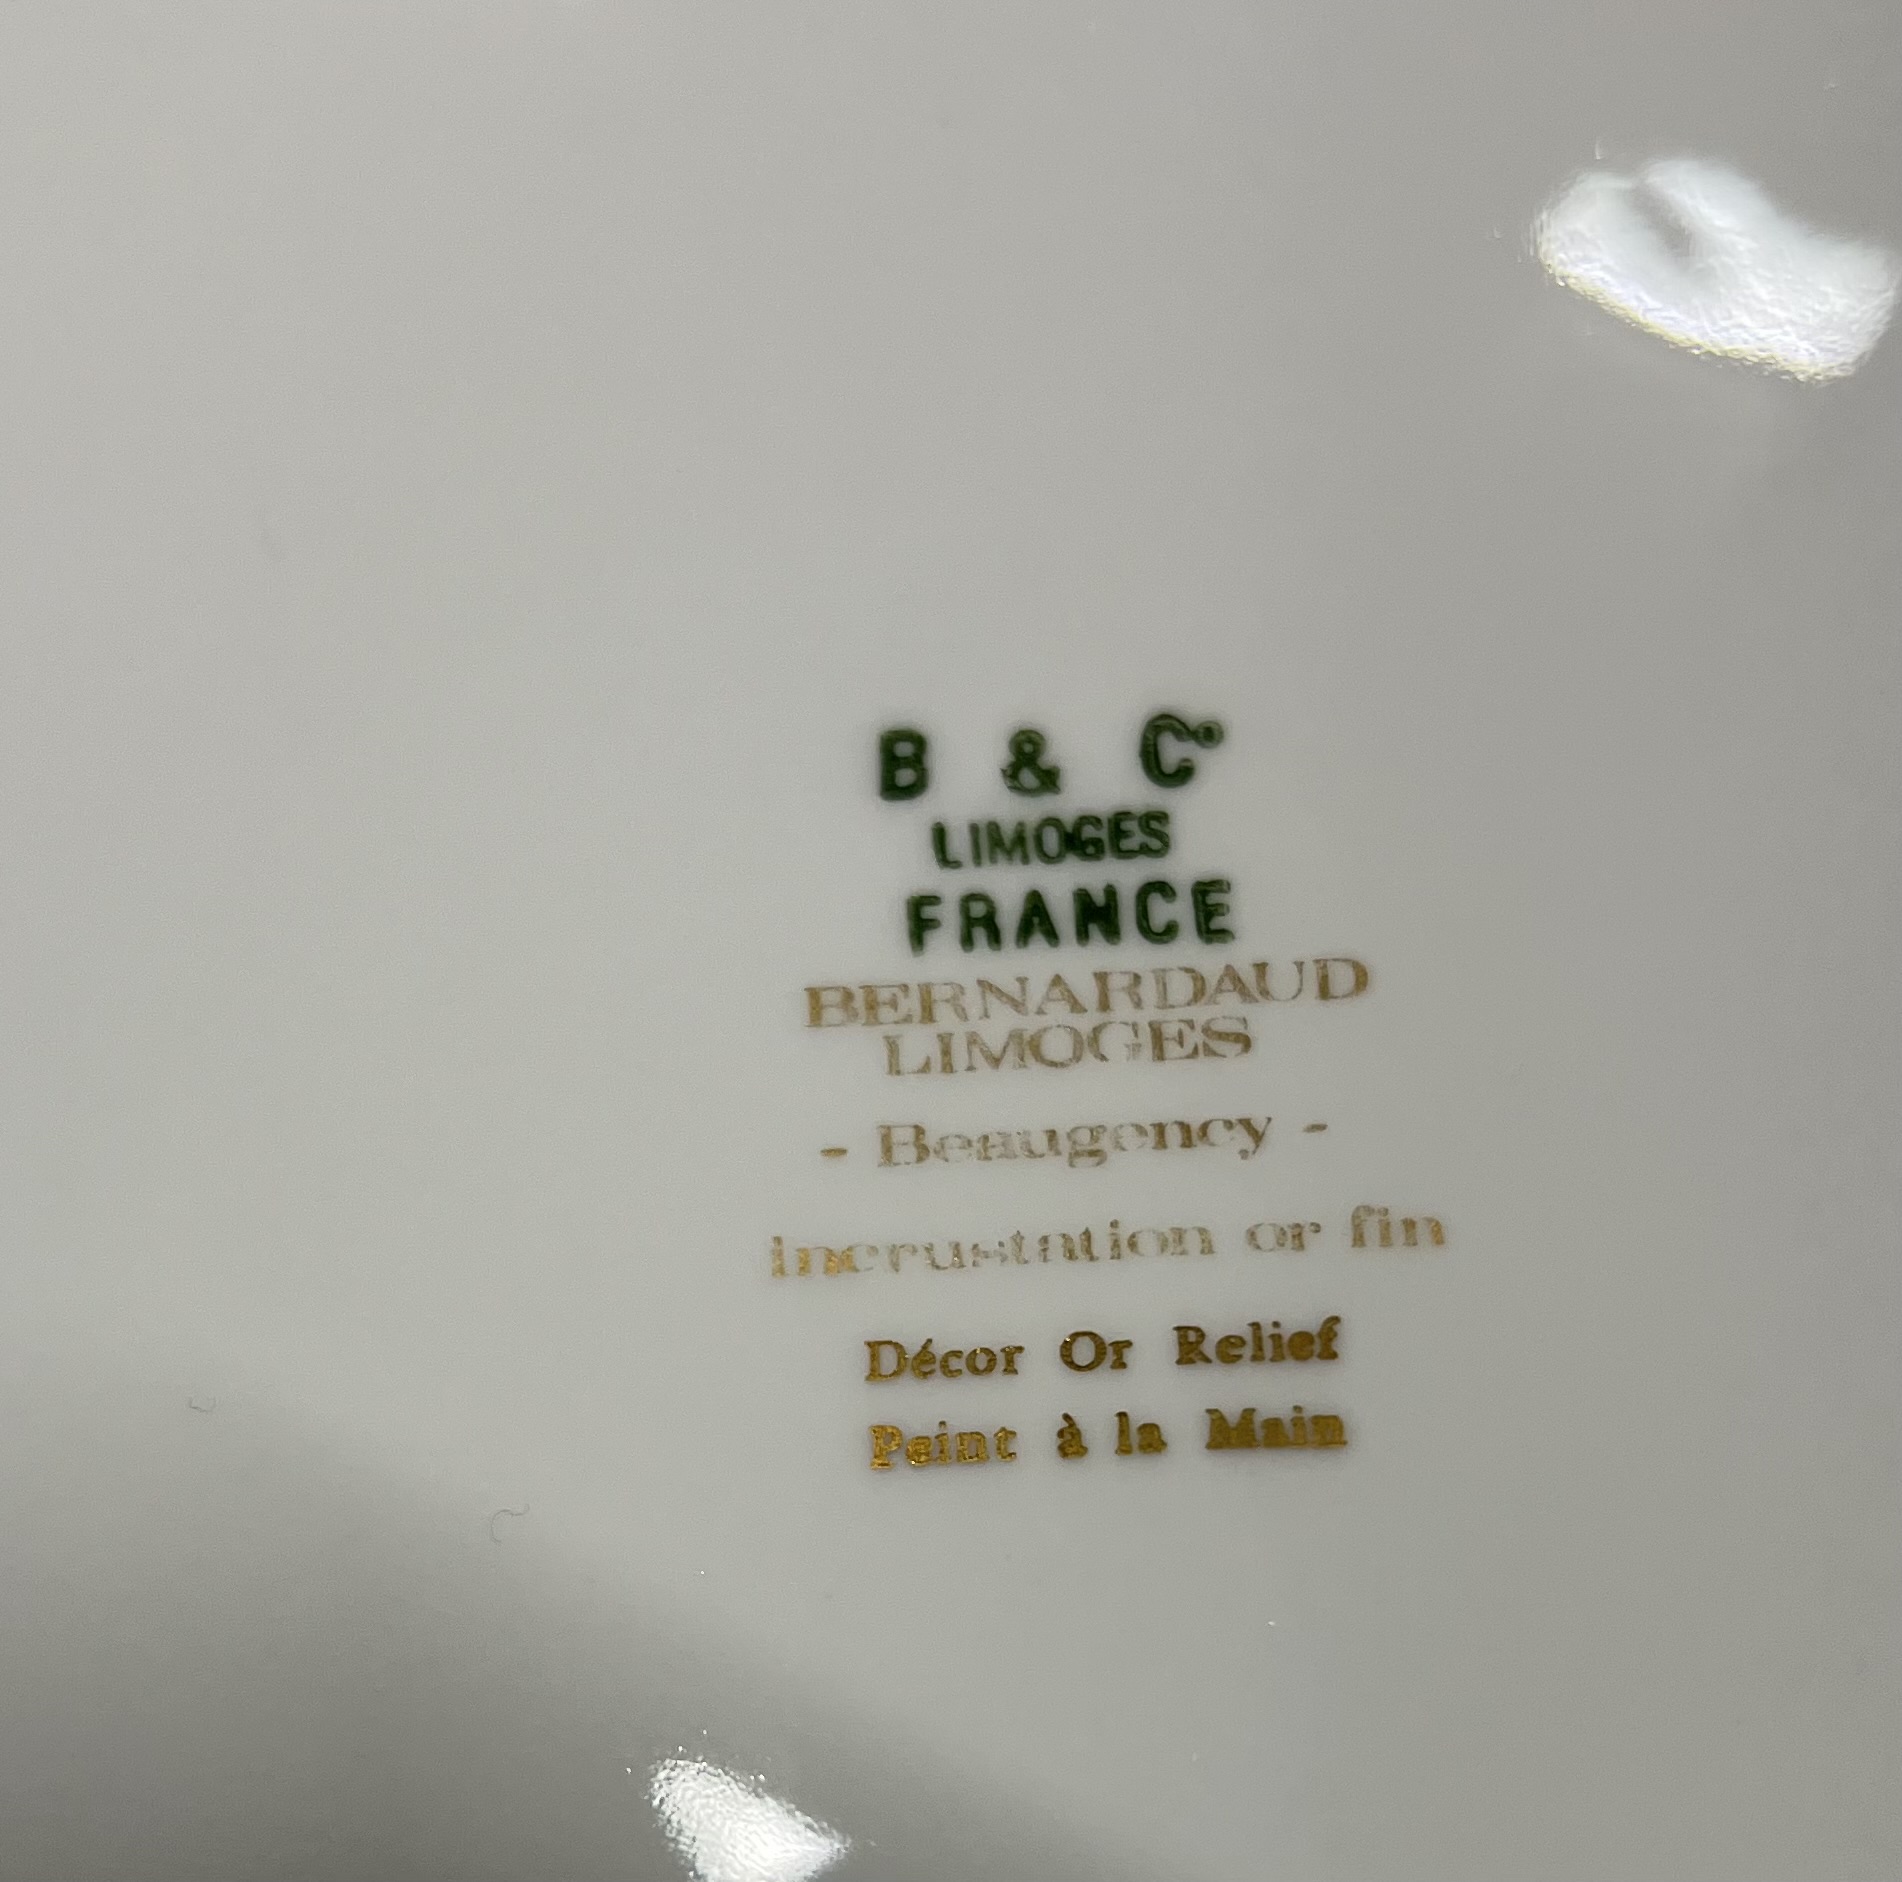 B & Co
LIMOGES
FRANCE
BERNARDAUD
LIMOGES
- Beaugency -
incrustation or fin
Décor Or Relief
Peint à la Main